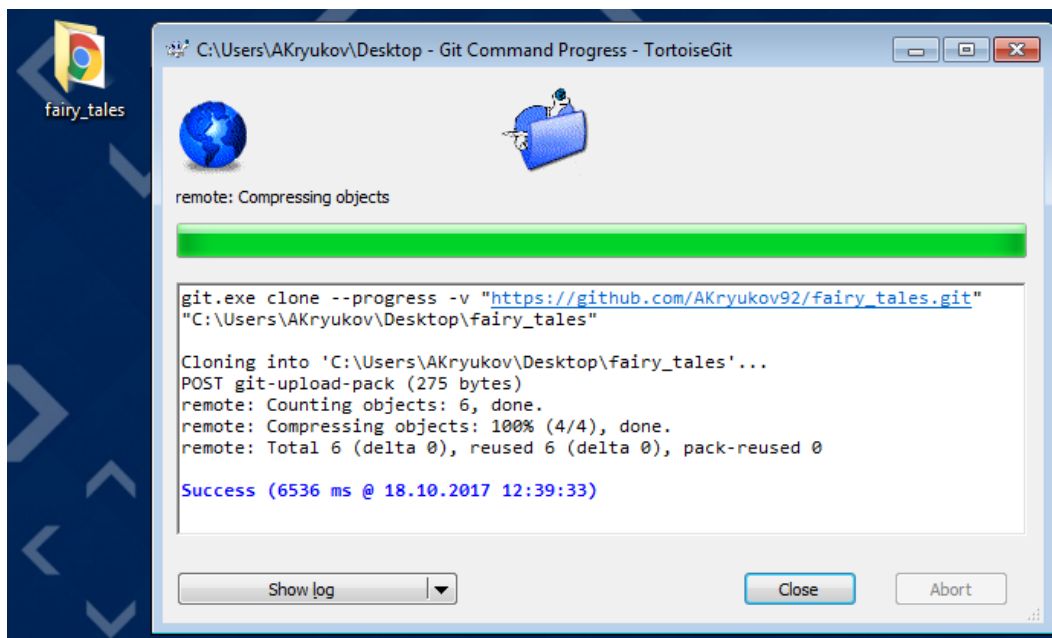 C:\Users\AKryukov\Desktop - Git Command Progress - TortoiseGit
fairy_tales
remote: Compressing objects
git.exe clone --progress -v "https://github.com/AKryukov92/fairy_tales.git"
"C:\Users\AKryukov\Desktop\fairy_tales"
Cloning into 'C:\Users\AKryukov\Desktop\fairy_tales'...
POST git-upload-pack (275 bytes)
remote: Counting objects: 6, done.
remote: Compressing objects: 100% (4/4), done.
remote: Total 6 (delta 0), reused 6 (delta 0), pack-reused 0
Success (6536 ms @ 18.10.2017 12:39:33)
Show log
Close
Abort